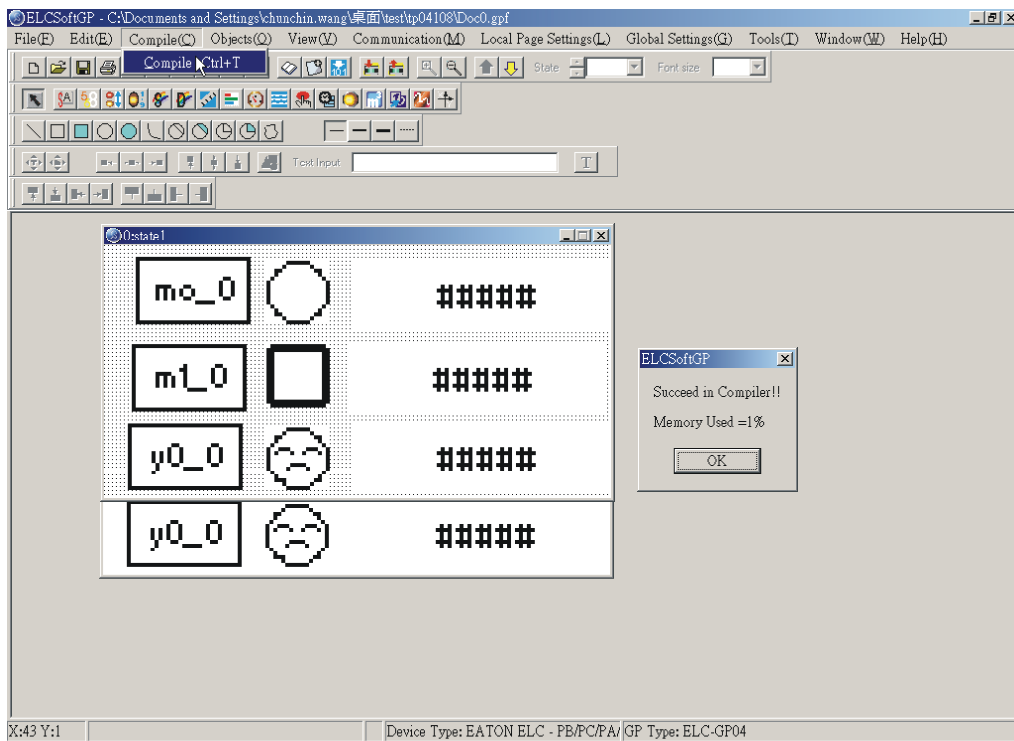 ELCSoftGP - C:\Documents and Settings\chunchin.wang\桌面\test\tp04108\Doc0.gpf
File(F) Edit(E) Compile(C) Objects(O) View(V) Communication(M) Local Page Settings(L) Global Settings(G) Tools(T) Window(W) Help(H)
Compile Ctrl+T
State Font size
Text Input T
0:state1
mo_0 #####
m1_0 #####
y0_0 #####
y0_0 #####
ELCSoftGP
Succeed in Compiler!!
Memory Used =1%
OK
X:43 Y:1 Device Type: EATON ELC - PB/PC/PA/ GP Type: ELC-GP04